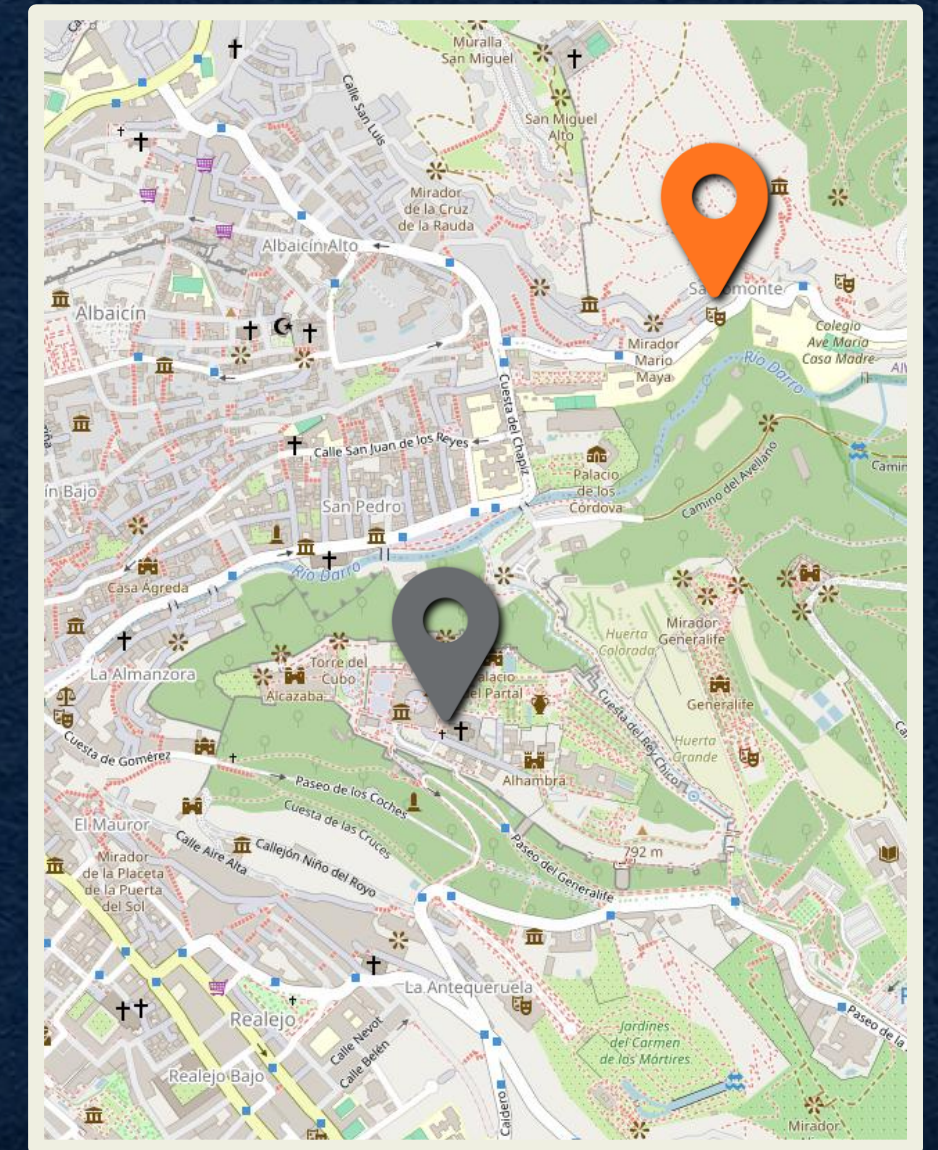 Muralla
San Miguel
Calle San Luis
San Miguel
Alto
Mirador
de la Cruz
de la Rauda
Albaicín Alto
Albaicín
Mirador
Mario
Maya
Colegio
Ave María
Casa Madre
Río Darro
Cuesta del Chapiz
Calle San Juan de los Reyes
Palacio
de los
Córdova
Camino del Avellano
San Pedro
Río Darro
Casa Ágreda
Huerta
Colorada
Mirador
Generalife
La Almanzora
Torre del
Cubo
Alcazaba
del Partal
Generalife
Cuesta del Rey Chico
Huerta
Grande
Cuesta de Gomérez
Paseo de los Coches
Alhambra
Cuesta de las Cruces
El Mauror
Calle Aire Alta
Callejón Niño del Royo
Paseo del Generalife
792 m
Mirador
de la Placeta
de la Puerta
del Sol
La Antequeruela
Realejo
Calle Nevot
Calle Belén
Jardines
del Carmen
de los Mártires
Paseo de la
Realejo Bajo
Caidero
Mirador